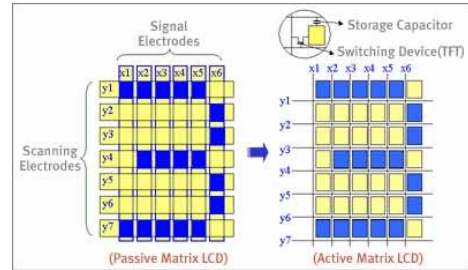 Signal
Electrodes
Storage Capacitor
Switching Device(TFT)
x1 x2 x3 x4 x5 x6
x1 x2 x3 x4 x5 x6
y1
y2
y3
y4
y5
y6
y7
Scanning
Electrodes
y1
y2
y3
y4
y5
y6
y7
(Passive Matrix LCD)
(Active Matrix LCD)